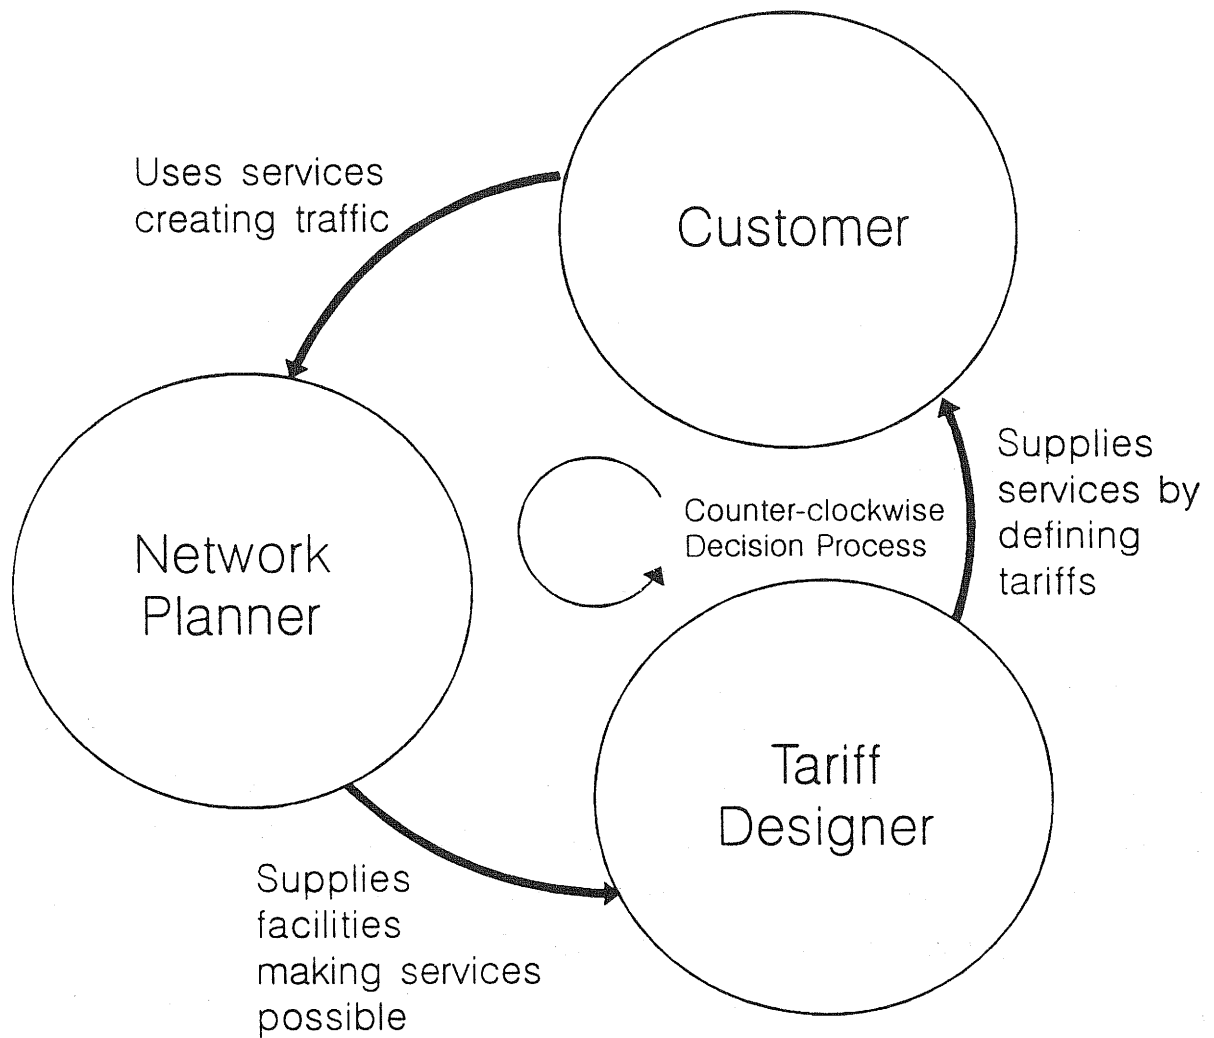 Uses services
creating traffic
Customer
Supplies
services by
defining
tariffs
Counter-clockwise
Decision Process
Network
Planner
Tariff
Designer
Supplies
facilities
making services
possible